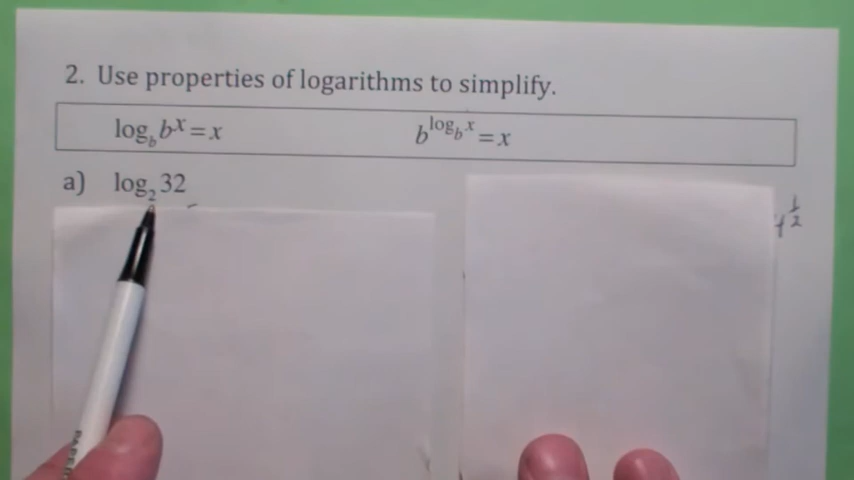 2. Use properties of logarithms to simplify.
log_b b^x = x    b^{log_b x} = x
a) log_2 32